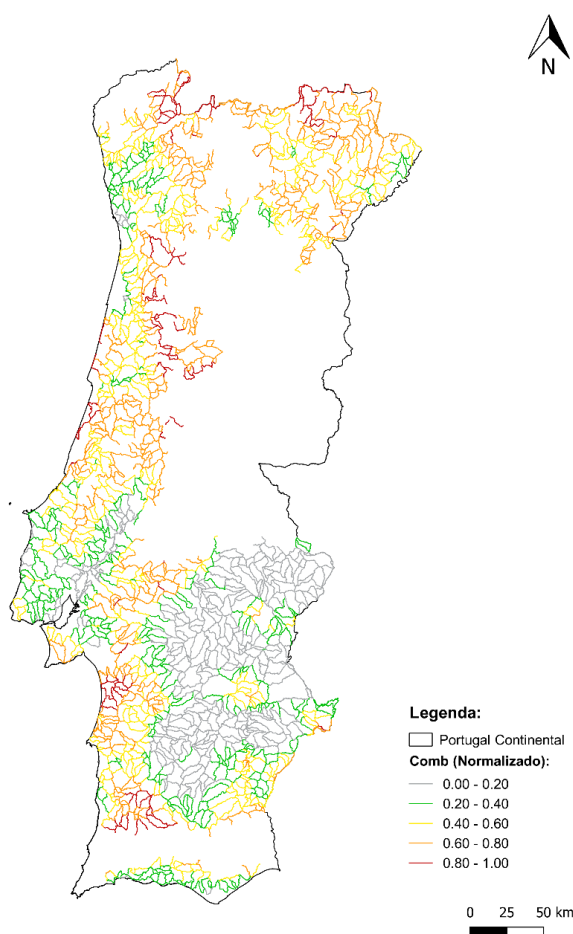 N
Legenda:
Portugal Continental
Comb (Normalizado):
0.00 - 0.20
0.20 - 0.40
0.40 - 0.60
0.60 - 0.80
0.80 - 1.00
0 25 50 km